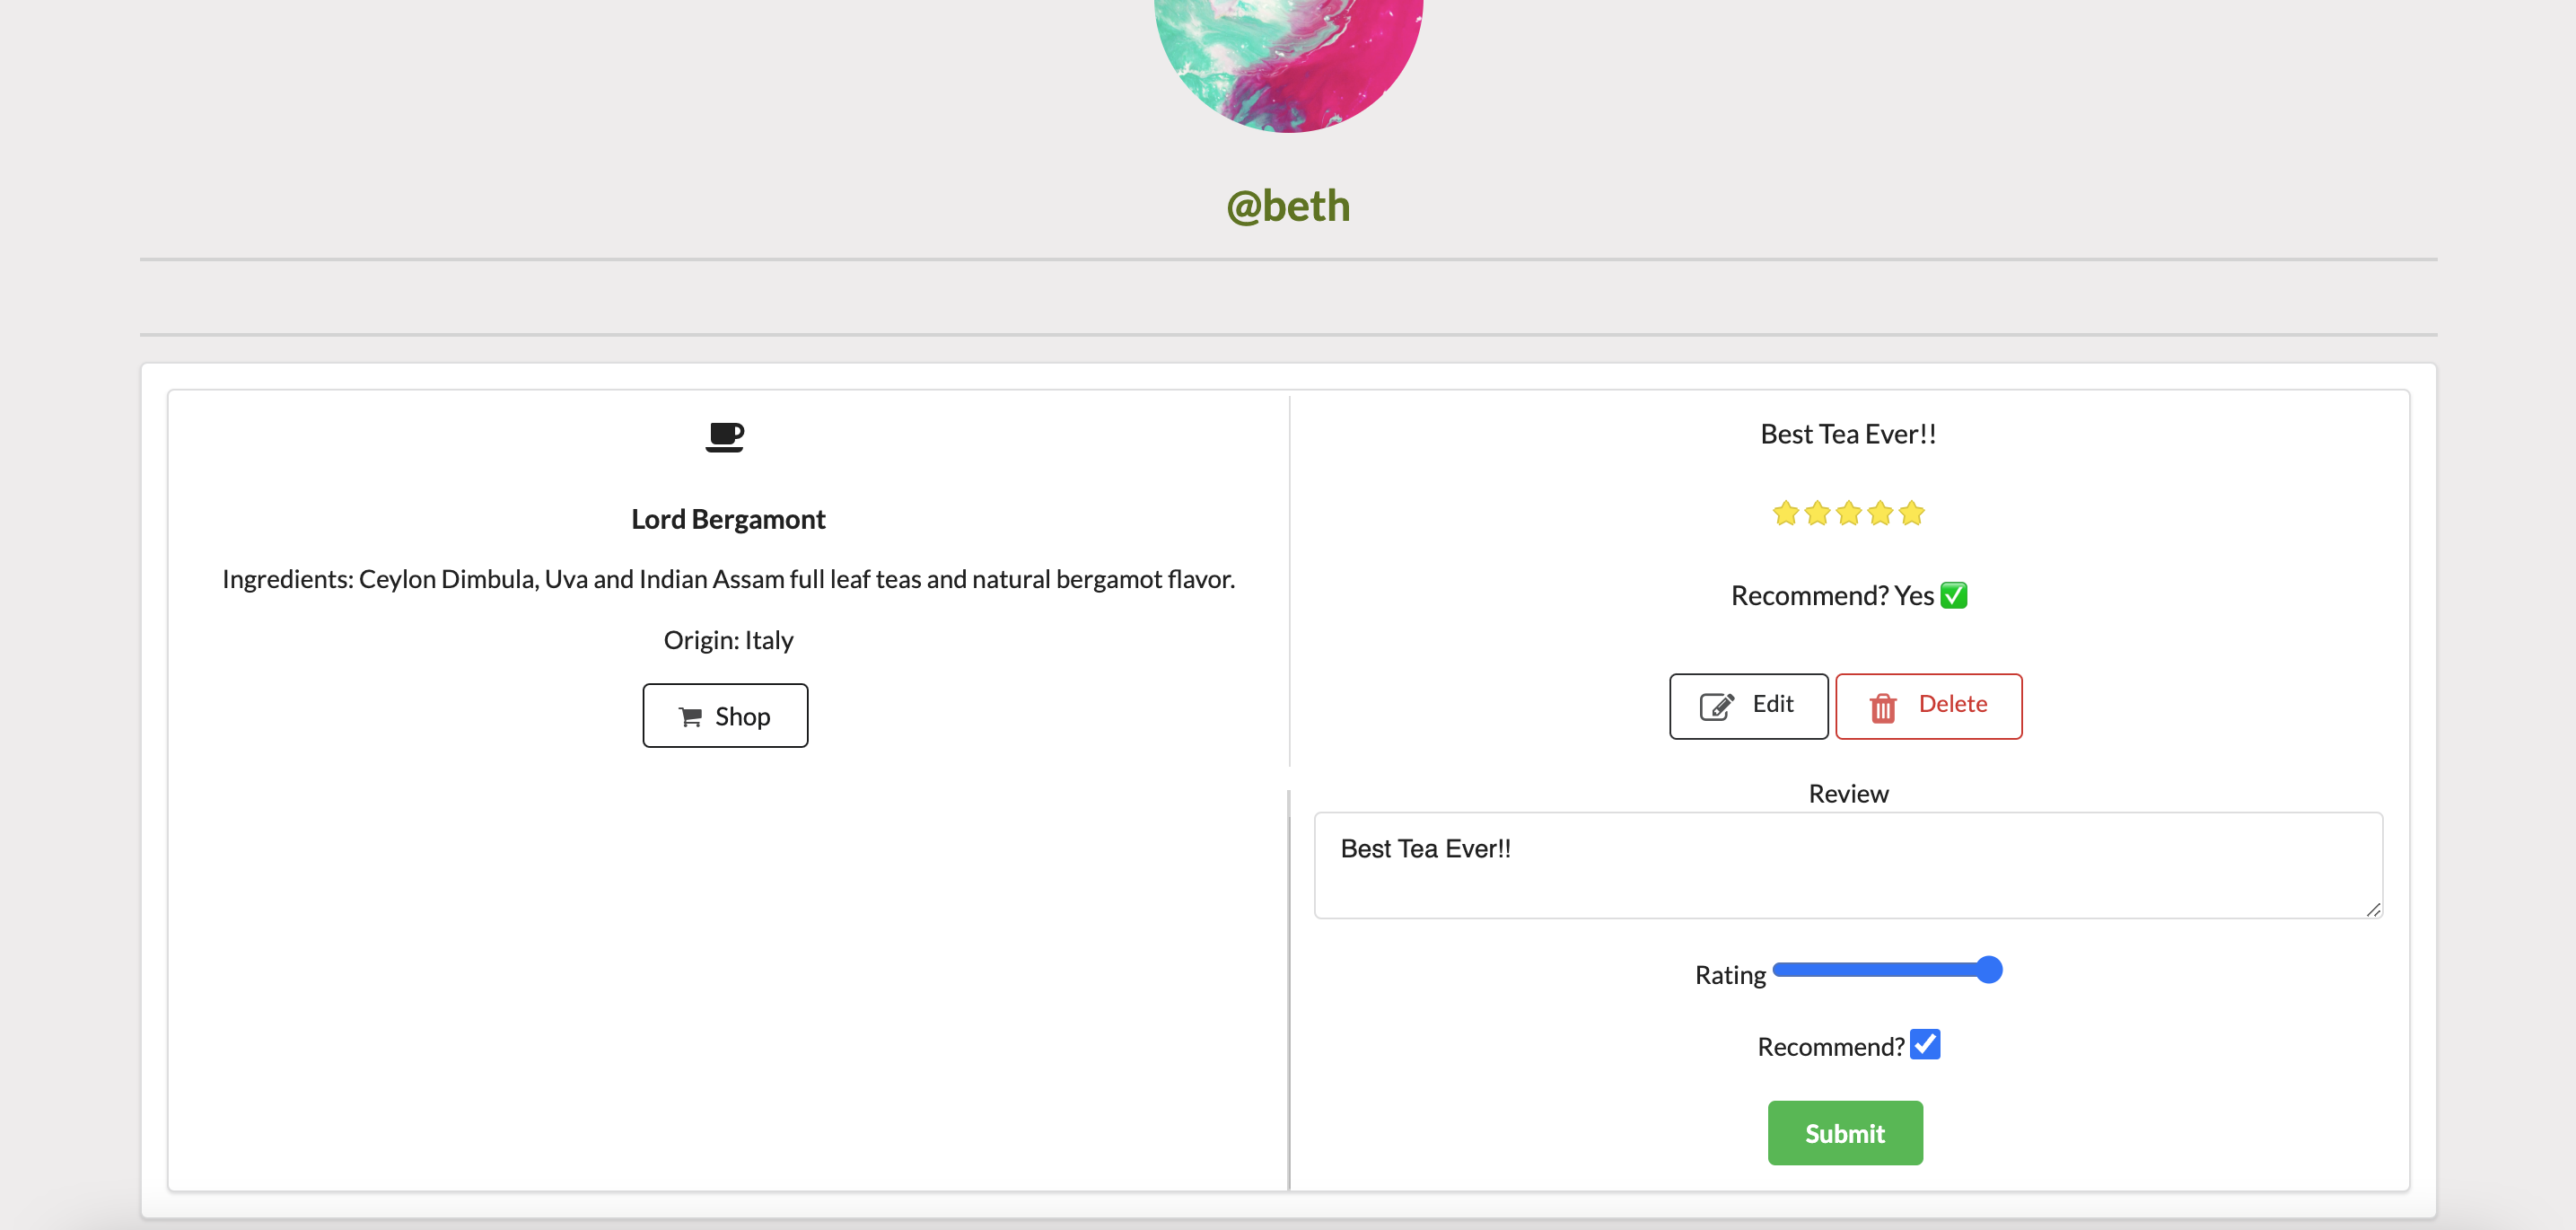 @beth
Lord Bergamont
Ingredients: Ceylon Dimbula, Uva and Indian Assam full leaf teas and natural bergamot flavor.
Origin: Italy
Shop
Best Tea Ever!!
Recommend? Yes ✅
Edit
Delete
Review
Best Tea Ever!!
Rating
Recommend?
Submit